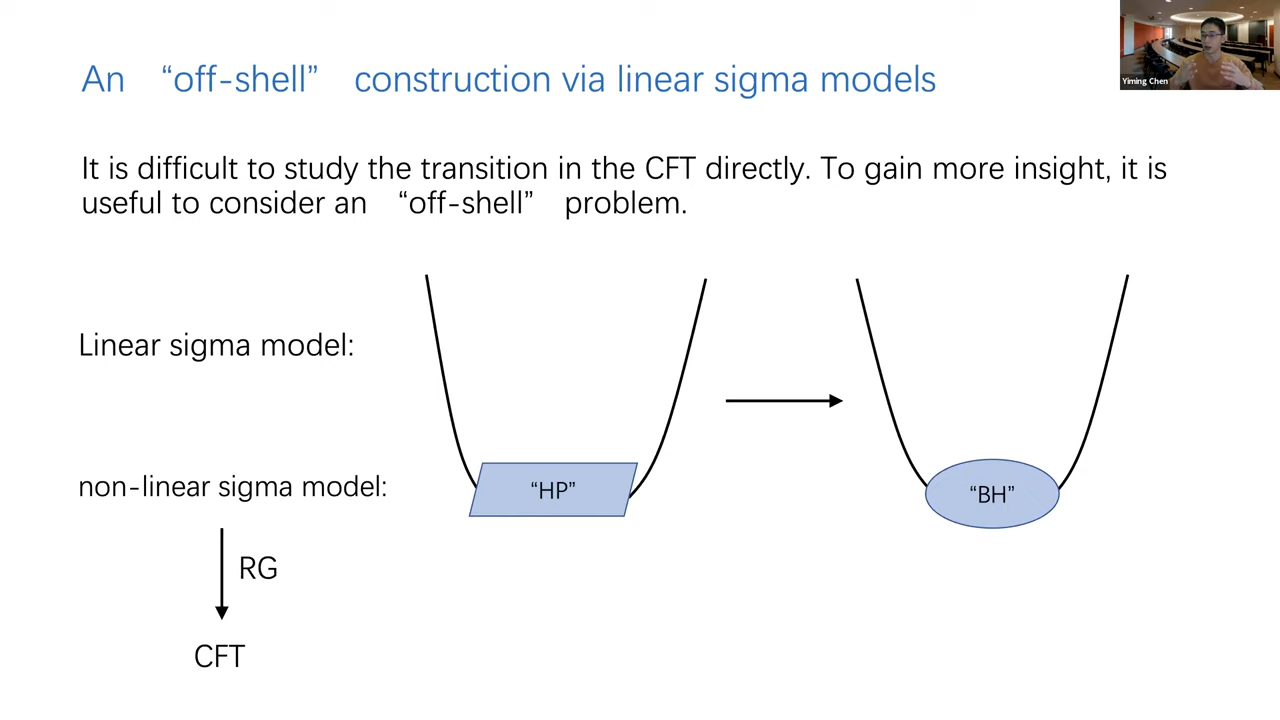 Yiming Chen
An “off-shell” construction via linear sigma models
It is difficult to study the transition in the CFT directly. To gain more insight, it is
useful to consider an “off-shell” problem.
Linear sigma model:
non-linear sigma model:
“HP”
“BH”
RG
CFT